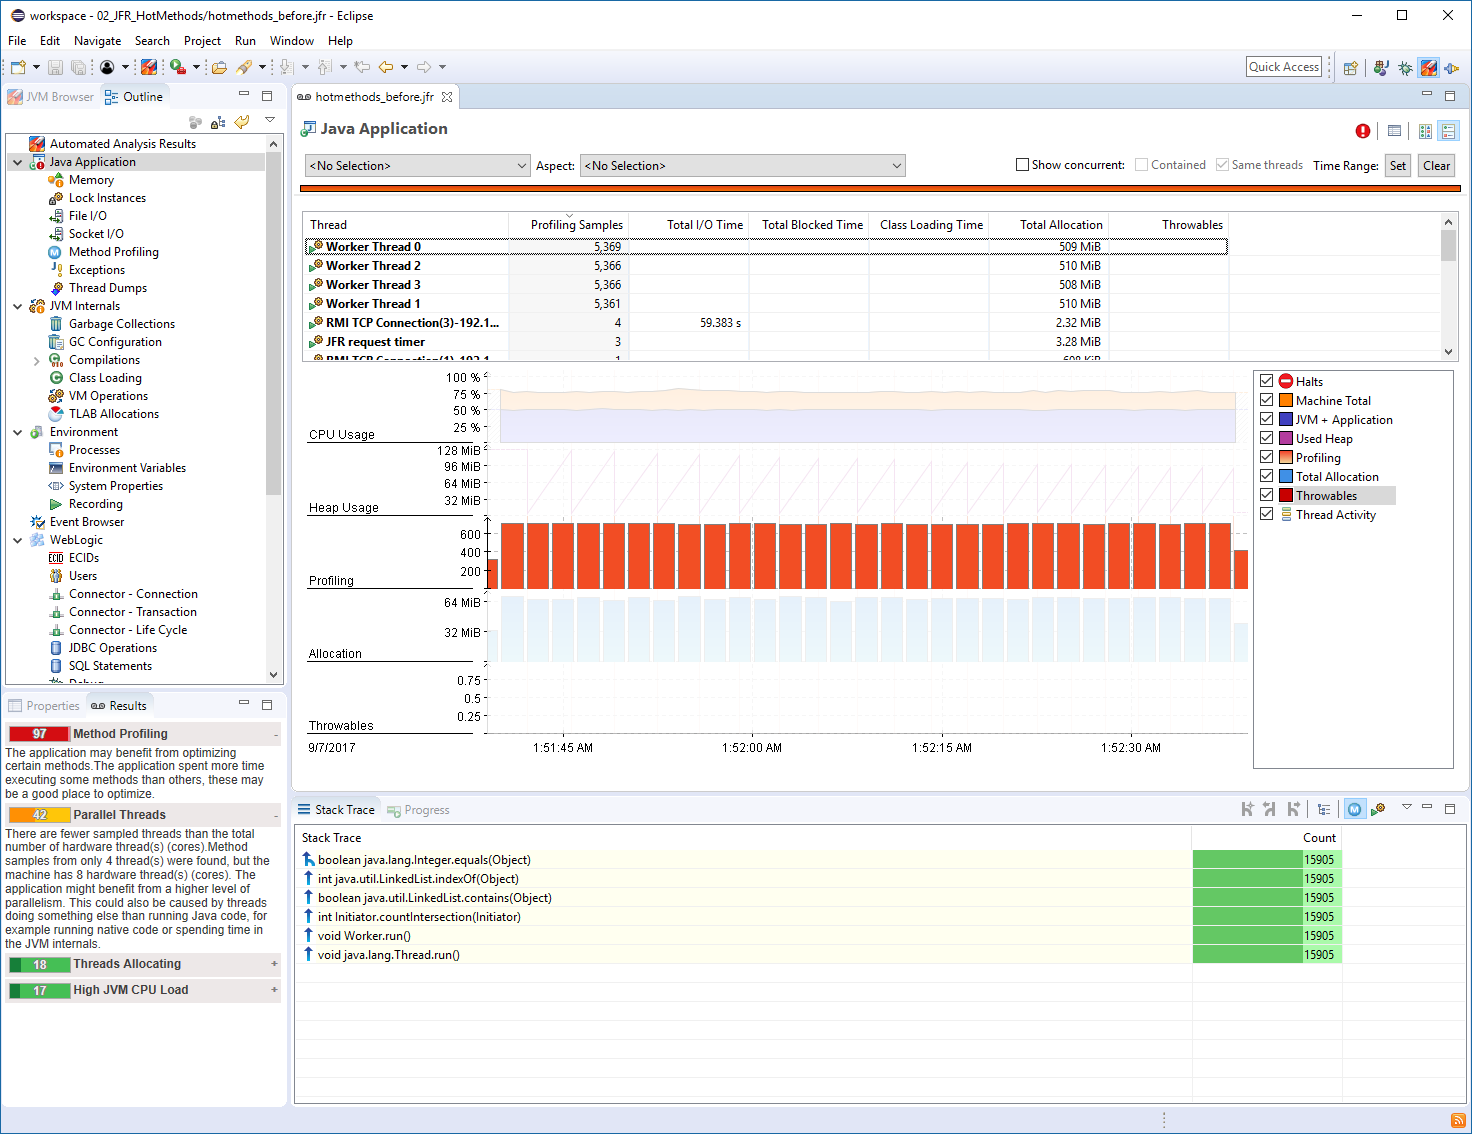 workspace - 02_JFR_HotMethods/hotmethods_before.jfr - Eclipse
File Edit Navigate Search Project Run Window Help
Quick Access
JVM Browser Outline
Automated Analysis Results
Java Application
Memory
Lock Instances
File I/O
Socket I/O
Method Profiling
Exceptions
Thread Dumps
JVM Internals
Garbage Collections
GC Configuration
Compilations
Class Loading
VM Operations
TLAB Allocations
Environment
Processes
Environment Variables
System Properties
Recording
Event Browser
WebLogic
ECIDs
Users
Connector - Connection
Connector - Transaction
Connector - Life Cycle
JDBC Operations
SQL Statements
Debug
Properties Results
97 Method Profiling -
The application may benefit from optimizing
certain methods.The application spent more time
executing some methods than others, these may
be a good place to optimize.
42 Parallel Threads -
There are fewer sampled threads than the total
number of hardware thread(s) (cores).Method
samples from only 4 thread(s) were found, but the
machine has 8 hardware thread(s) (cores). The
application might benefit from a higher level of
parallelism. This could also be caused by threads
doing something else than running Java code, for
example running native code or spending time in
the JVM internals.
18 Threads Allocating +
17 High JVM CPU Load +
hotmethods_before.jfr
Java Application
<No Selection> Aspect: <No Selection> Show concurrent: Contained Same threads Time Range: Set Clear
Thread Profiling Samples Total I/O Time Total Blocked Time Class Loading Time Total Allocation Throwables
Worker Thread 0 5,369 509 MiB
Worker Thread 2 5,366 510 MiB
Worker Thread 3 5,366 508 MiB
Worker Thread 1 5,361 510 MiB
RMI TCP Connection(3)-192.1... 4 59.383 s 2.32 MiB
JFR request timer 3 3.28 MiB
RMI TCP Connection(1)-192.1... 1 608 KiB
100 %
75 %
50 %
25 %
CPU Usage
128 MiB
96 MiB
64 MiB
32 MiB
Heap Usage
600
400
200
Profiling
64 MiB
32 MiB
Allocation
0.75
0.5
0.25
Throwables
9/7/2017 1:51:45 AM 1:52:00 AM 1:52:15 AM 1:52:30 AM
Halts
Machine Total
JVM + Application
Used Heap
Profiling
Total Allocation
Throwables
Thread Activity
Stack Trace Progress
Stack Trace Count
boolean java.lang.Integer.equals(Object) 15905
int java.util.LinkedList.indexOf(Object) 15905
boolean java.util.LinkedList.contains(Object) 15905
int Initiator.countIntersection(Initiator) 15905
void Worker.run() 15905
void java.lang.Thread.run() 15905